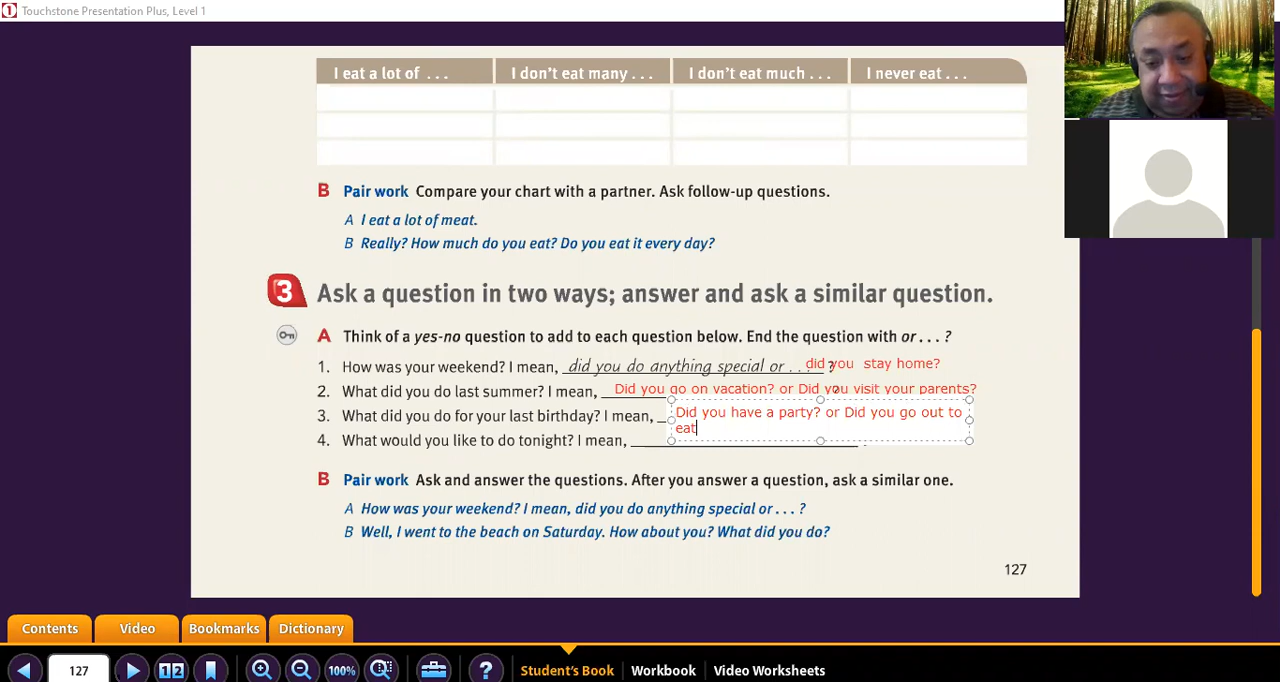 Touchstone Presentation Plus, Level 1
I eat a lot of . . . I don't eat many . . . I don't eat much . . . I never eat . . .
B Pair work Compare your chart with a partner. Ask follow-up questions.
A I eat a lot of meat.
B Really? How much do you eat? Do you eat it every day?
3 Ask a question in two ways; answer and ask a similar question.
A Think of a yes-no question to add to each question below. End the question with or . . . ?
1. How was your weekend? I mean, did you do anything special or . . . ? did you stay home?
2. What did you do last summer? I mean, Did you go on vacation? or Did you visit your parents?
3. What did you do for your last birthday? I mean, Did you have a party? or Did you go out to
eat
4. What would you like to do tonight? I mean, .
B Pair work Ask and answer the questions. After you answer a question, ask a similar one.
A How was your weekend? I mean, did you do anything special or . . . ?
B Well, I went to the beach on Saturday. How about you? What did you do?
127
Contents Video Bookmarks Dictionary
127 1 2 100% ? Student's Book Workbook Video Worksheets